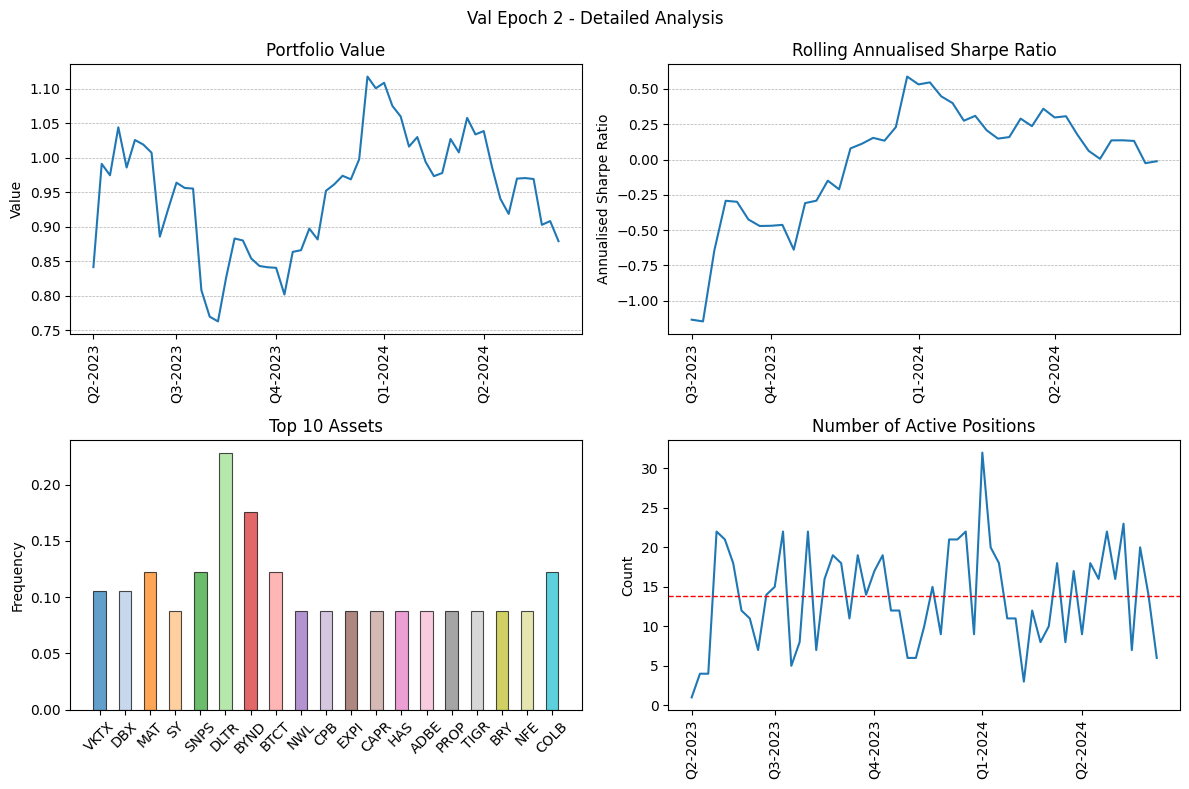 Val Epoch 2 - Detailed Analysis
Portfolio Value
Value
1.10
1.05
1.00
0.95
0.90
0.85
0.80
0.75
Q2-2023
Q3-2023
Q4-2023
Q1-2024
Q2-2024
Rolling Annualised Sharpe Ratio
Annualised Sharpe Ratio
0.50
0.25
0.00
−0.25
−0.50
−0.75
−1.00
Q3-2023
Q4-2023
Q1-2024
Q2-2024
Top 10 Assets
Frequency
0.20
0.15
0.10
0.05
0.00
VKTX
DBX
MAT
SY
SNPS
DLTR
BYND
BTCT
NWL
CPB
EXPI
CAPR
HAS
ADBE
PROP
TIGR
BRY
NFE
COLB
Number of Active Positions
Count
30
25
20
15
10
5
0
Q2-2023
Q3-2023
Q4-2023
Q1-2024
Q2-2024